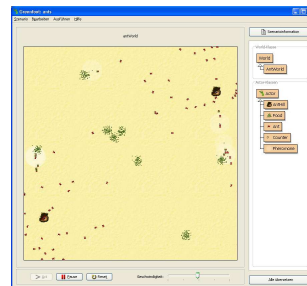 Greenfoot: ants
Szenario Bearbeiten Ausführen Hilfe
antWorld
Szenarioinformation
World-Klassen
World
AntWorld
Actor-Klassen
Actor
AntHill
Food
Ant
Counter
Pheromone
Act
Pause
Reset
Geschwindigkeit:
Alle übersetzen